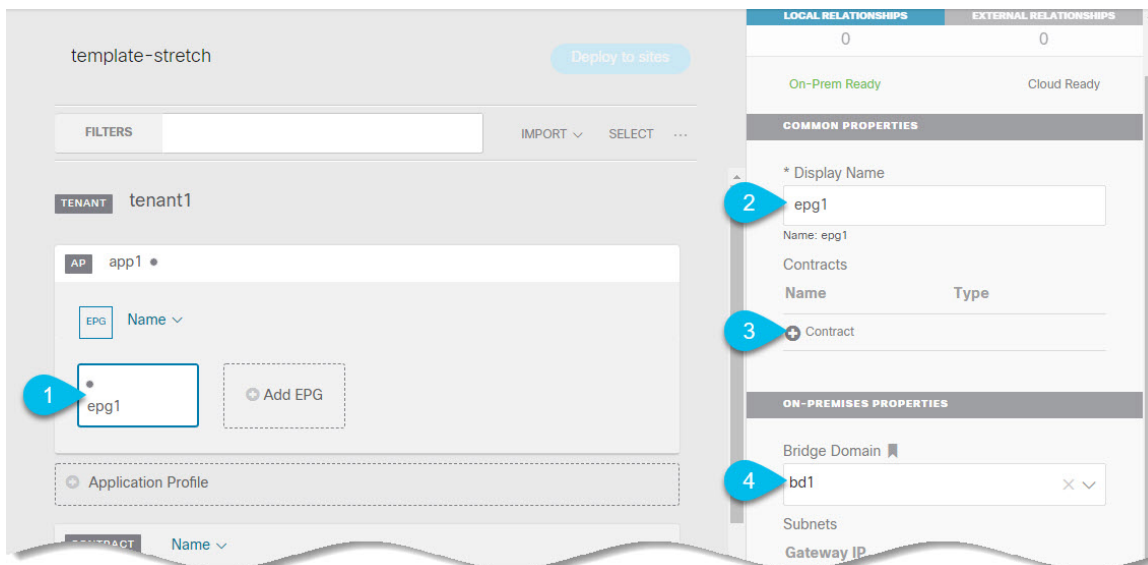 template-stretch
Deploy to sites
FILTERS
IMPORT
SELECT
...
TENANT tenant1
AP app1
EPG Name
1
epg1
Add EPG
Application Profile
CONTRACT Name
LOCAL RELATIONSHIPS
EXTERNAL RELATIONSHIPS
0
0
On-Prem Ready
Cloud Ready
COMMON PROPERTIES
* Display Name
2
epg1
Name: epg1
Contracts
Name
Type
3
Contract
ON-PREMISES PROPERTIES
Bridge Domain
4
bd1
Subnets
Gateway IP